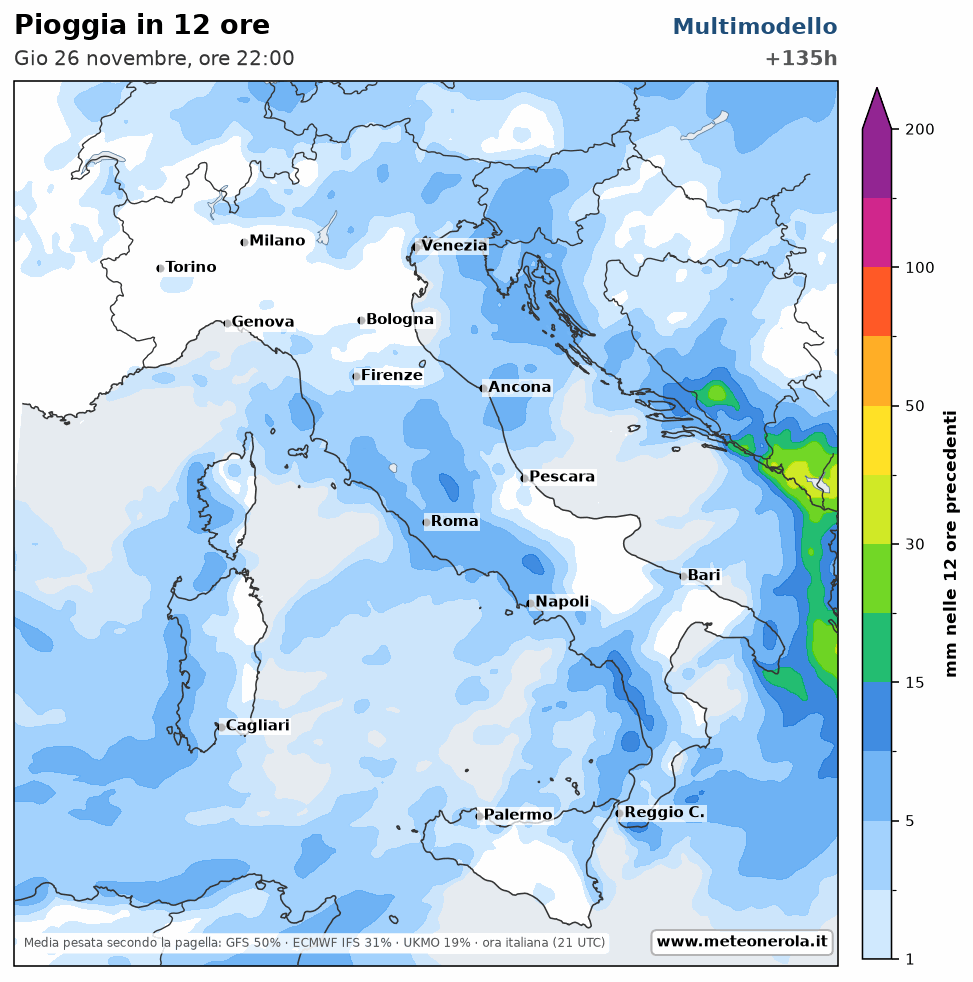 Pioggia in 12 ore
Multimodello
Gio 26 novembre, ore 22:00
+135h
200
100
50
30
15
5
1
mm nelle 12 ore precedenti
Milano
Venezia
Torino
Genova
Bologna
Firenze
Ancona
Pescara
Roma
Bari
Napoli
Cagliari
Palermo
Reggio C.
Media pesata secondo la pagella: GFS 50% · ECMWF IFS 31% · UKMO 19% · ora italiana (21 UTC)
www.meteonerola.it